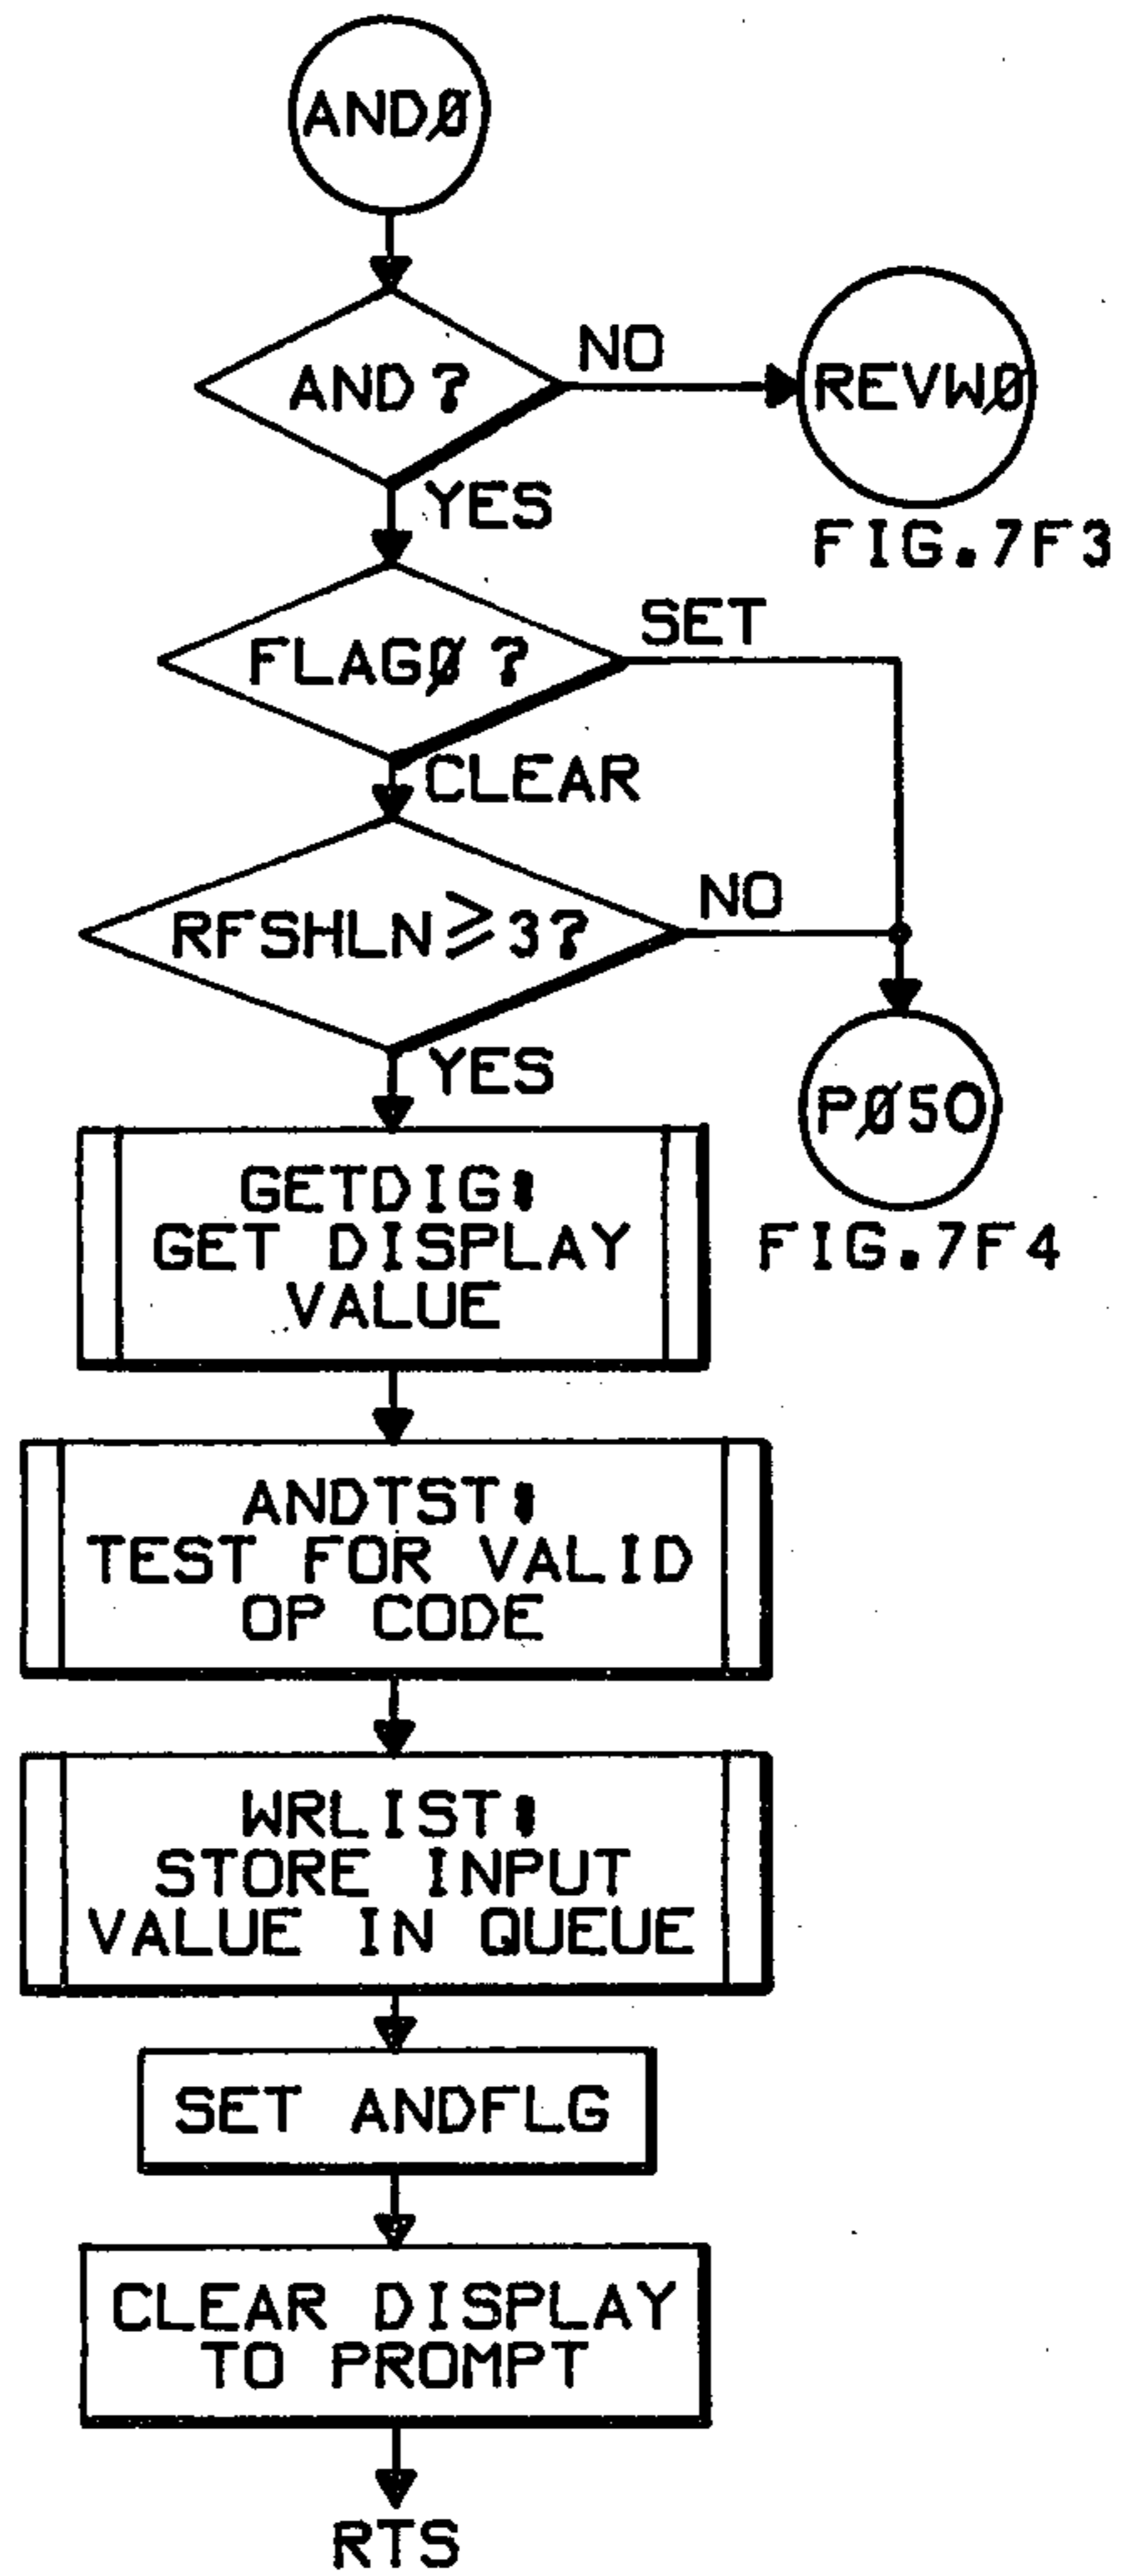 ANDØ
AND?
NO
REVWØ
FIG.7F3
YES
FLAGØ?
SET
CLEAR
RFSHLN≥3?
NO
YES
PØ50
FIG.7F4
GETDIG:
GET DISPLAY
VALUE
ANDTST:
TEST FOR VALID
OP CODE
WRLIST:
STORE INPUT
VALUE IN QUEUE
SET ANDFLG
CLEAR DISPLAY
TO PROMPT
RTS